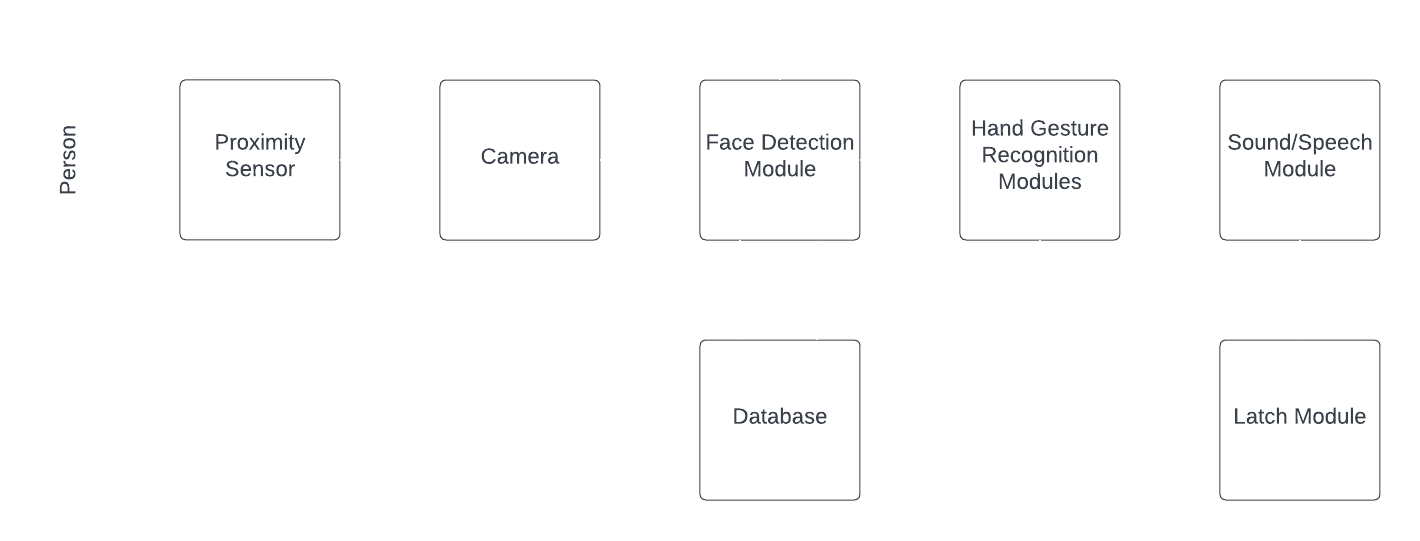 Person
Proximity
Sensor
Camera
Face Detection
Module
Hand Gesture
Recognition
Modules
Sound/Speech
Module
Database
Latch Module